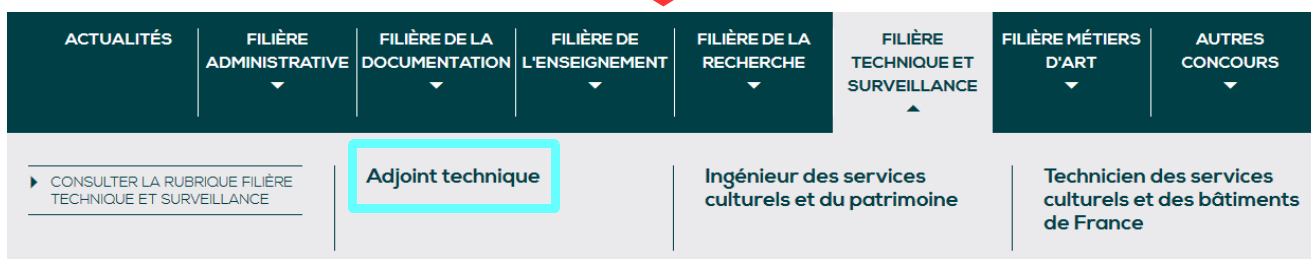 ACTUALITÉS
FILIÈRE
ADMINISTRATIVE
FILIÈRE DE LA
DOCUMENTATION
FILIÈRE DE
L'ENSEIGNEMENT
FILIÈRE DE LA
RECHERCHE
FILIÈRE
TECHNIQUE ET
SURVEILLANCE
FILIÈRE MÉTIERS
D'ART
AUTRES
CONCOURS
CONSULTER LA RUBRIQUE FILIÈRE
TECHNIQUE ET SURVEILLANCE
Adjoint technique
Ingénieur des services
culturels et du patrimoine
Technicien des services
culturels et des bâtiments
de France